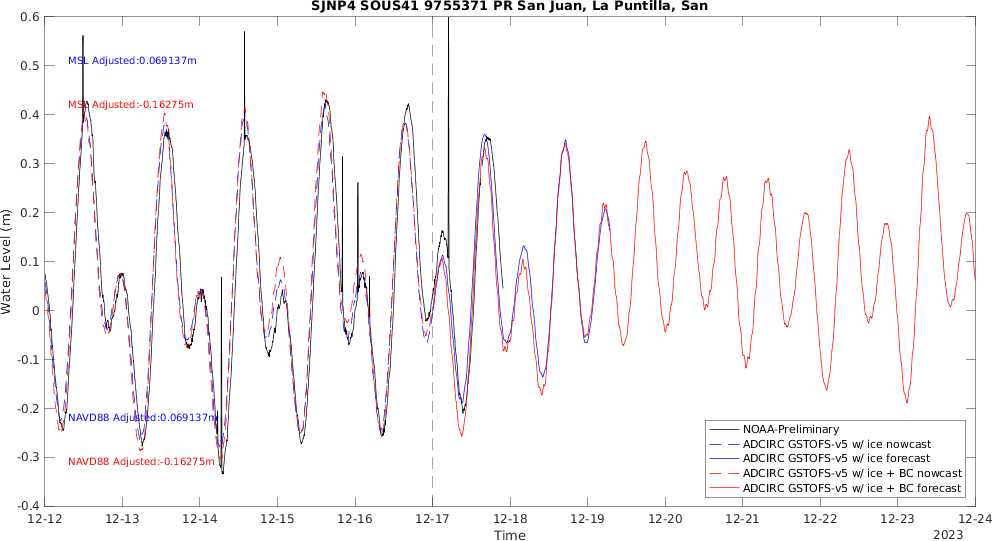 SJNP4 SOUS41 9755371 PR San Juan, La Puntilla, San
0.6
0.5
0.4
0.3
0.2
0.1
0
-0.1
-0.2
-0.3
-0.4
Water Level (m)
MSL Adjusted:0.069137m
MSL Adjusted:-0.16275m
NAVD88 Adjusted:0.069137m
NAVD88 Adjusted:-0.16275m
NOAA-Preliminary
ADCIRC GSTOFS-v5 w/ ice nowcast
ADCIRC GSTOFS-v5 w/ ice forecast
ADCIRC GSTOFS-v5 w/ ice + BC nowcast
ADCIRC GSTOFS-v5 w/ ice + BC forecast
12-12 12-13 12-14 12-15 12-16 12-17 12-18 12-19 12-20 12-21 12-22 12-23 12-24
Time
2023